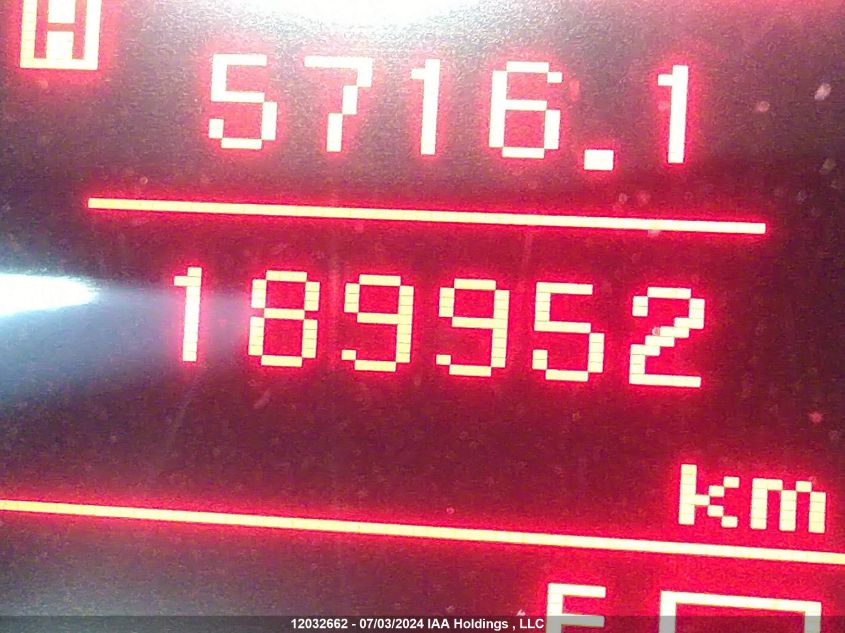 H
5716.1
189952
km
E
12032662 - 07/03/2024 IAA Holdings , LLC